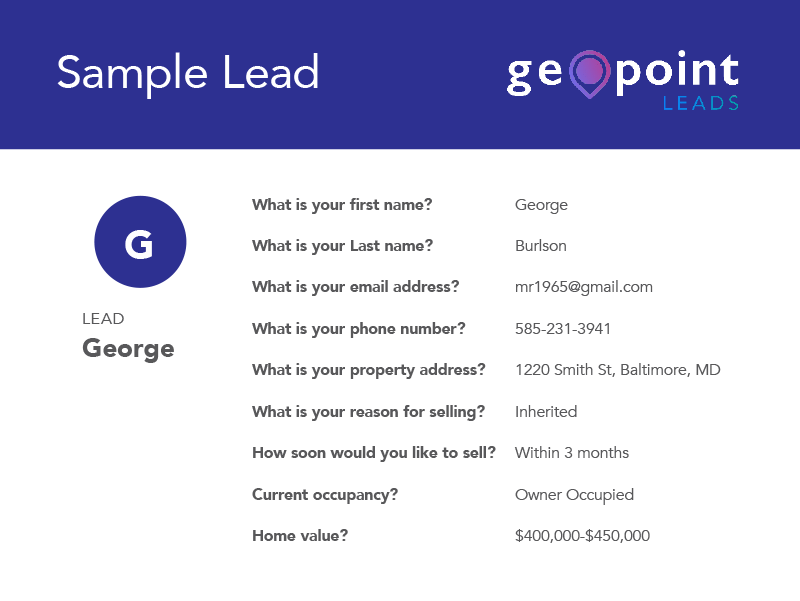 Sample Lead
geopoint
LEADS
G
LEAD
George
What is your first name? George
What is your Last name? Burlson
What is your email address? mr1965@gmail.com
What is your phone number? 585-231-3941
What is your property address? 1220 Smith St, Baltimore, MD
What is your reason for selling? Inherited
How soon would you like to sell? Within 3 months
Current occupancy? Owner Occupied
Home value? $400,000-$450,000